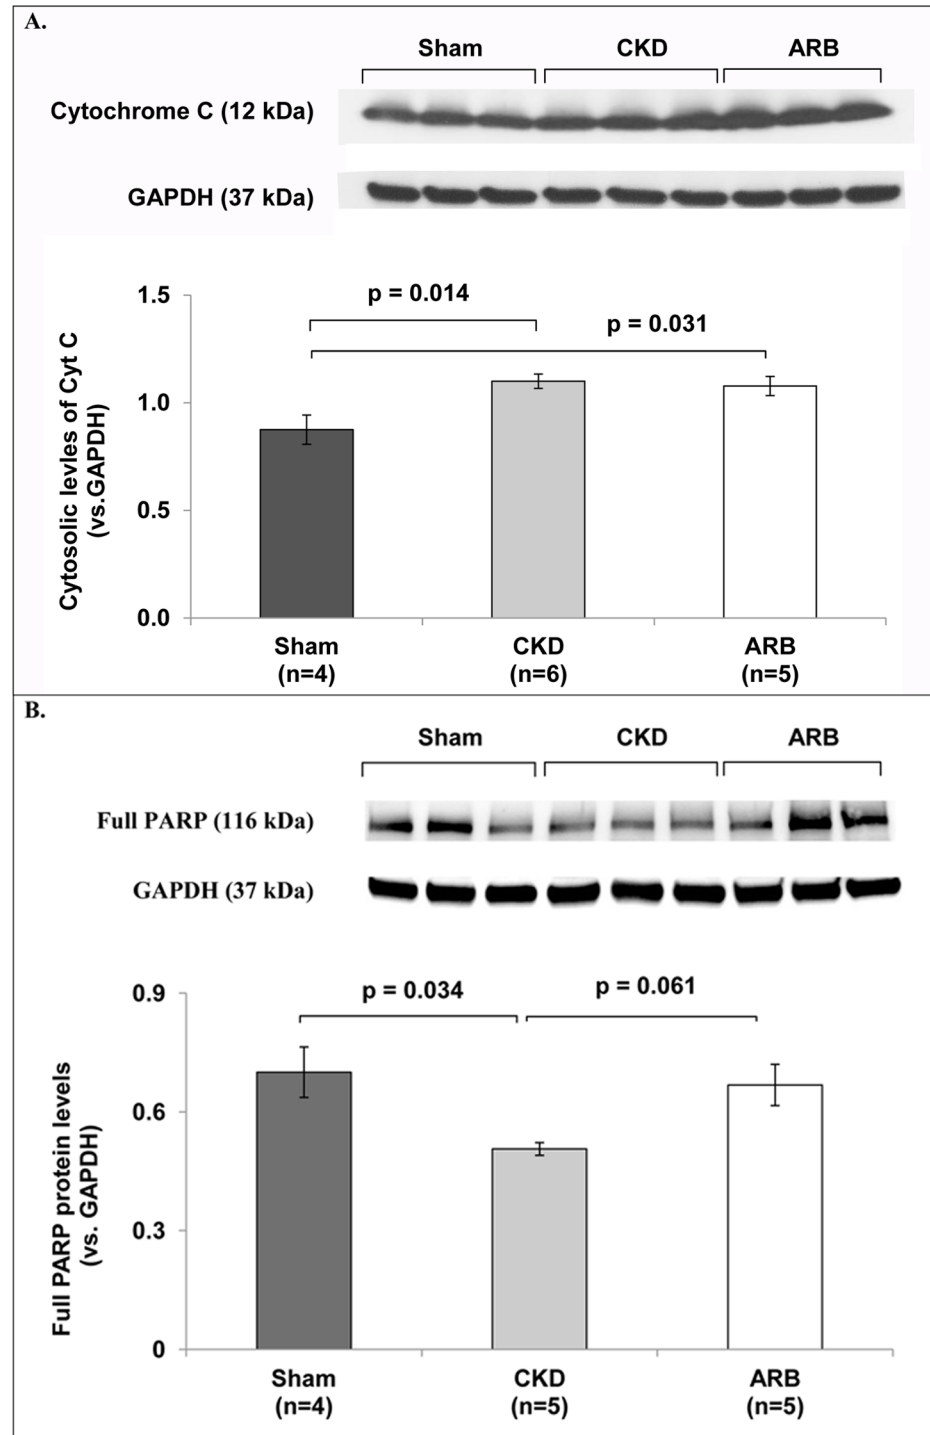 A.
Sham CKD ARB
Cytochrome C (12 kDa)
GAPDH (37 kDa)
p = 0.014
p = 0.031
Cytosolic levles of Cyt C
(vs.GAPDH)
1.5
1.0
0.5
0.0
Sham CKD ARB
(n=4) (n=6) (n=5)
B.
Sham CKD ARB
Full PARP (116 kDa)
GAPDH (37 kDa)
p = 0.034 p = 0.061
Full PARP protein levels
(vs. GAPDH)
0.9
0.6
0.3
0
Sham CKD ARB
(n=4) (n=5) (n=5)